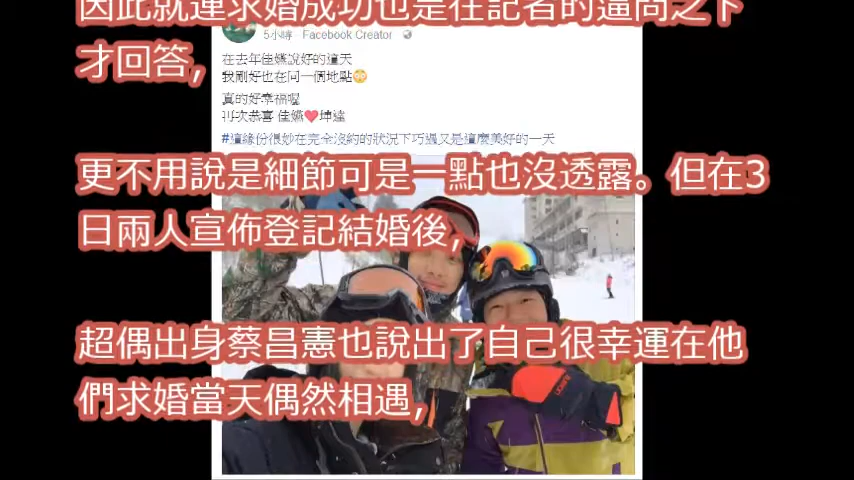 因此就連求婚成功也是在記者的逼問之下
才回答，
5小時 · Facebook Creator
在去年佳嬿說好的這天
我剛好也在同一個地點
真的好幸福喔
再次恭喜 佳嬿❤️坤達
#這緣份很妙在完全沒約的狀況下巧遇又是這麼美好的一天
更不用說是細節可是一點也沒透露。但在3
日兩人宣佈登記結婚後，
超偶出身蔡昌憲也說出了自己很幸運在他
們求婚當天偶然相遇，